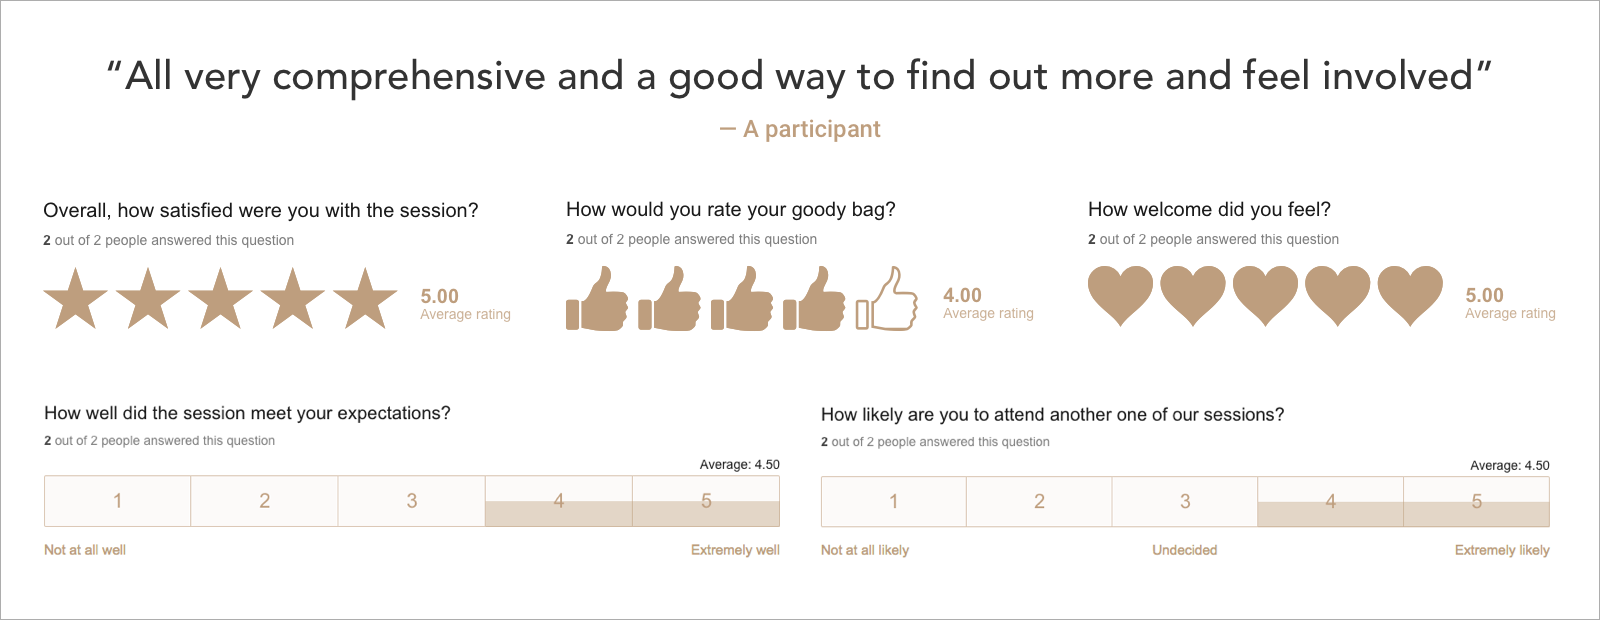 “All very comprehensive and a good way to find out more and feel involved”
— A participant
Overall, how satisfied were you with the session?
2 out of 2 people answered this question
5.00
Average rating
How would you rate your goody bag?
2 out of 2 people answered this question
4.00
Average rating
How welcome did you feel?
2 out of 2 people answered this question
5.00
Average rating
How well did the session meet your expectations?
2 out of 2 people answered this question
Average: 4.50
1 2 3 4 5
Not at all well Extremely well
How likely are you to attend another one of our sessions?
2 out of 2 people answered this question
Average: 4.50
1 2 3 4 5
Not at all likely Undecided Extremely likely